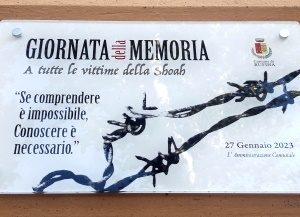 GIORNATA della MEMORIA
A tutte le vittime della Shoah
“Se comprendere
è impossibile,
Conoscere è
necessario.”
27 Gennaio 2023
L'Amministrazione Comunale